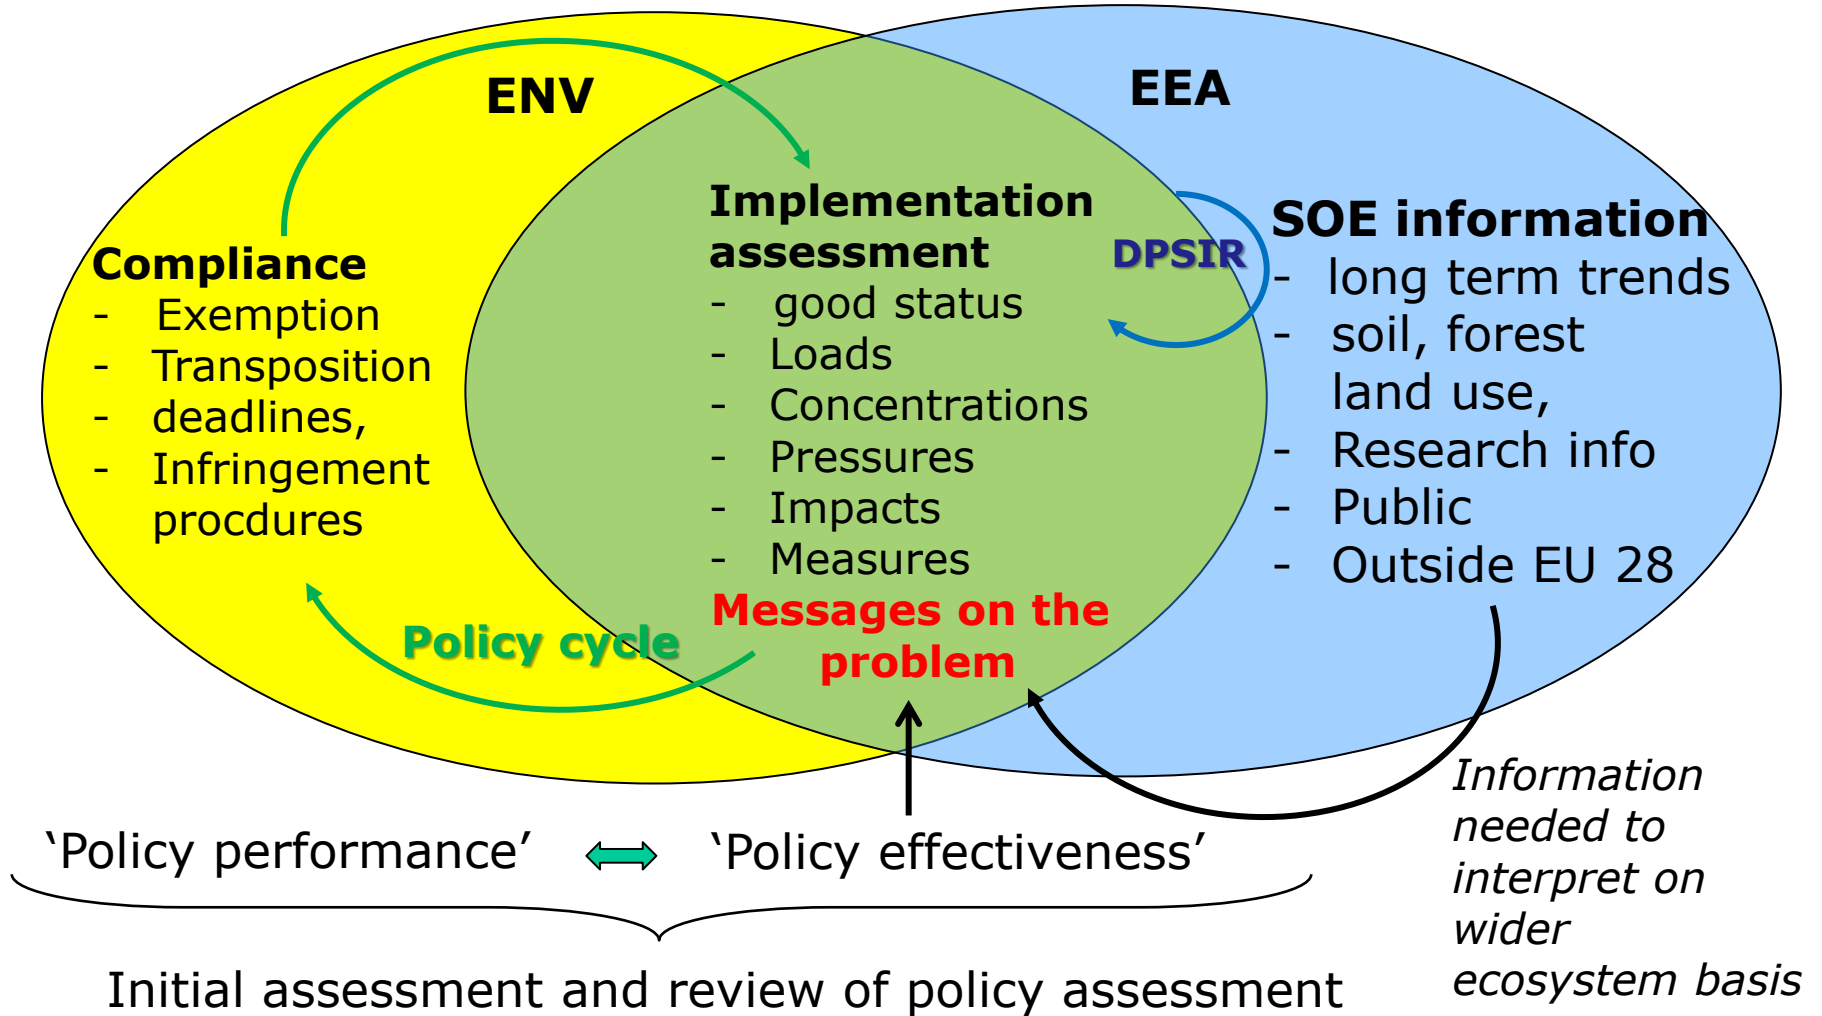 ENV
EEA
Compliance
- Exemption
- Transposition
- deadlines,
- Infringement
procdures
Implementation
assessment
- good status
- Loads
- Concentrations
- Pressures
- Impacts
- Measures
Messages on the
problem
DPSIR
SOE information
- long term trends
- soil, forest
land use,
- Research info
- Public
- Outside EU 28
Policy cycle
Information
needed to
interpret on
wider
ecosystem basis
‘Policy performance’
‘Policy effectiveness’
Initial assessment and review of policy assessment